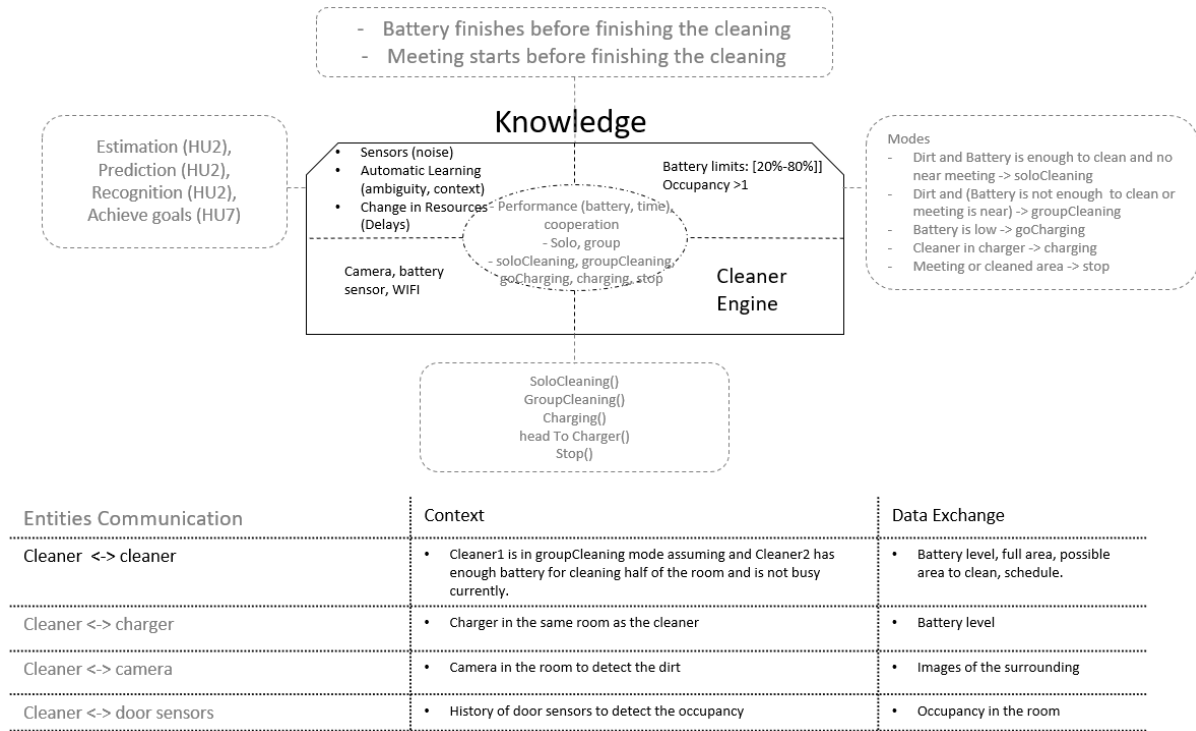 - Battery finishes before finishing the cleaning
- Meeting starts before finishing the cleaning
Knowledge
Estimation (HU2),
Prediction (HU2),
Recognition (HU2),
Achieve goals (HU7)
• Sensors (noise)
• Automatic Learning
(ambiguity, context)
• Change in Resources
(Delays)
Battery limits: [20%-80%]]
Occupancy >1
- Performance (battery, time),
cooperation
- Solo, group
- soloCleaning, groupCleaning,
goCharging, charging, stop
Camera, battery
sensor, WIFI
Cleaner
Engine
Modes
- Dirt and Battery is enough to clean and no
near meeting -> soloCleaning
- Dirt and (Battery is not enough to clean or
meeting is near) -> groupCleaning
- Battery is low -> goCharging
- Cleaner in charger -> charging
- Meeting or cleaned area -> stop
SoloCleaning()
GroupCleaning()
Charging()
head To Charger()
Stop()
Entities Communication
Context
Data Exchange
Cleaner <-> cleaner
• Cleaner1 is in groupCleaning mode assuming and Cleaner2 has
enough battery for cleaning half of the room and is not busy
currently.
• Battery level, full area, possible
area to clean, schedule.
Cleaner <-> charger
• Charger in the same room as the cleaner
• Battery level
Cleaner <-> camera
• Camera in the room to detect the dirt
• Images of the surrounding
Cleaner <-> door sensors
• History of door sensors to detect the occupancy
• Occupancy in the room